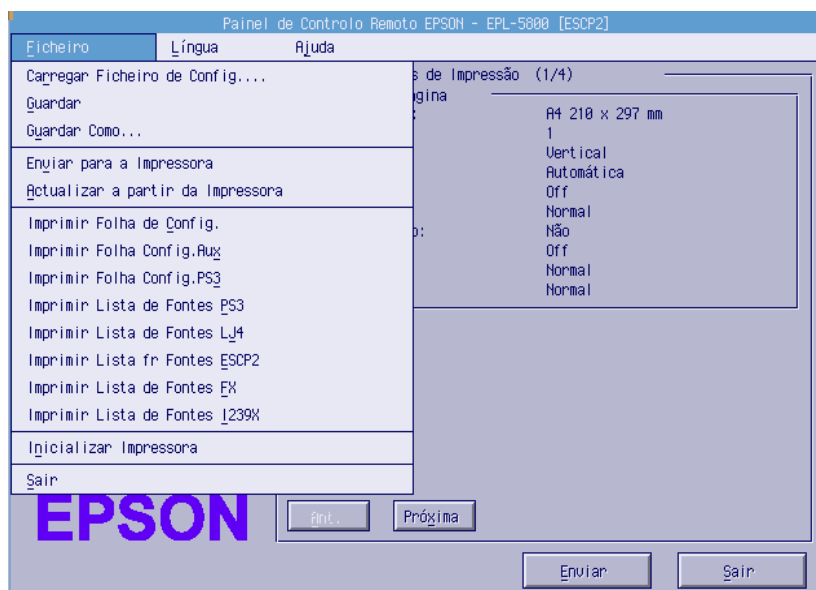 Painel de Controlo Remoto EPSON - EPL-5800 [ESCP2]
Ficheiro Língua Ajuda
Carregar Ficheiro de Config....
Guardar
Guardar Como...
Enviar para a Impressora
Actualizar a partir da Impressora
Imprimir Folha de Config.
Imprimir Folha Config.Aux
Imprimir Folha Config.PS3
Imprimir Lista de Fontes PS3
Imprimir Lista de Fontes LJ4
Imprimir Lista fr Fontes ESCP2
Imprimir Lista de Fontes FX
Imprimir Lista de Fontes I239X
Inicializar Impressora
Sair
s de Impressão (1/4)
gina
: A4 210 x 297 mm
1
Vertical
Automática
Off
Normal
o: Não
Off
Normal
Normal
EPSON
Ant. Próxima
Enviar Sair